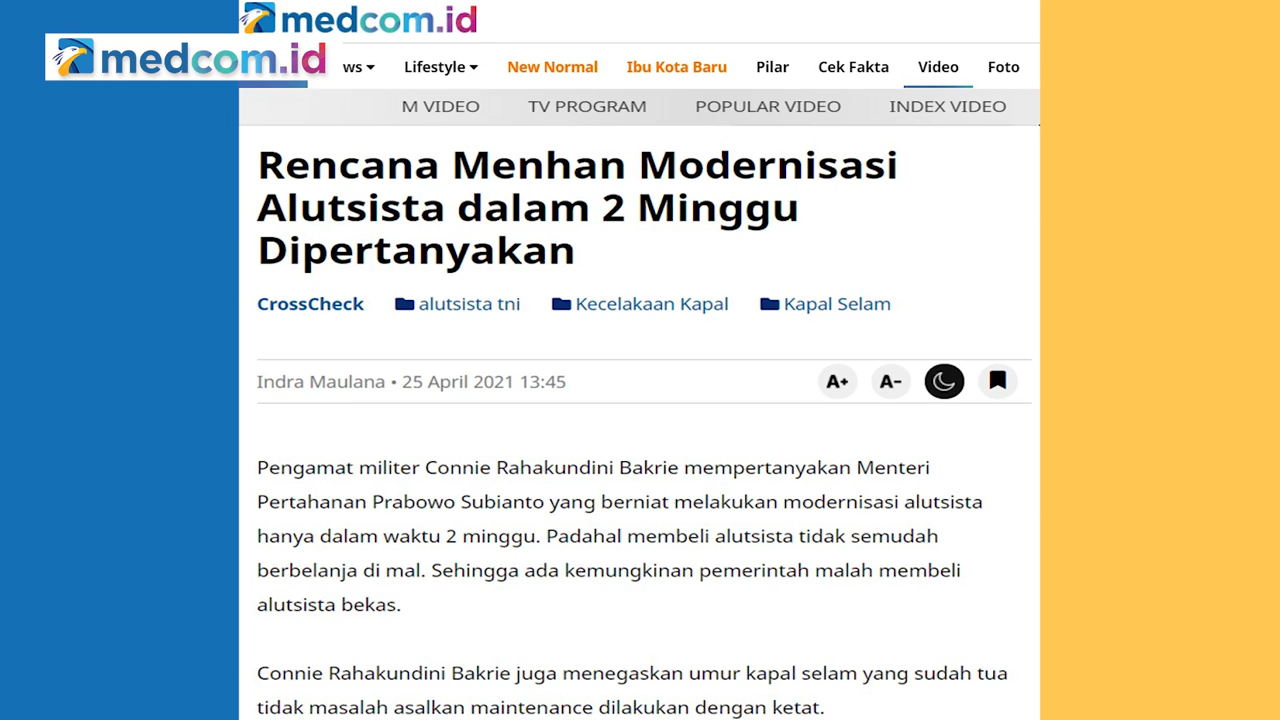 medcom.id
medcom.id
ws Lifestyle New Normal Ibu Kota Baru Pilar Cek Fakta Video Foto
M VIDEO TV PROGRAM POPULAR VIDEO INDEX VIDEO
Rencana Menhan Modernisasi
Alutsista dalam 2 Minggu
Dipertanyakan
CrossCheck alutsista tni Kecelakaan Kapal Kapal Selam
Indra Maulana • 25 April 2021 13:45 A+ A-
Pengamat militer Connie Rahakundini Bakrie mempertanyakan Menteri
Pertahanan Prabowo Subianto yang berniat melakukan modernisasi alutsista
hanya dalam waktu 2 minggu. Padahal membeli alutsista tidak semudah
berbelanja di mal. Sehingga ada kemungkinan pemerintah malah membeli
alutsista bekas.
Connie Rahakundini Bakrie juga menegaskan umur kapal selam yang sudah tua
tidak masalah asalkan maintenance dilakukan dengan ketat.